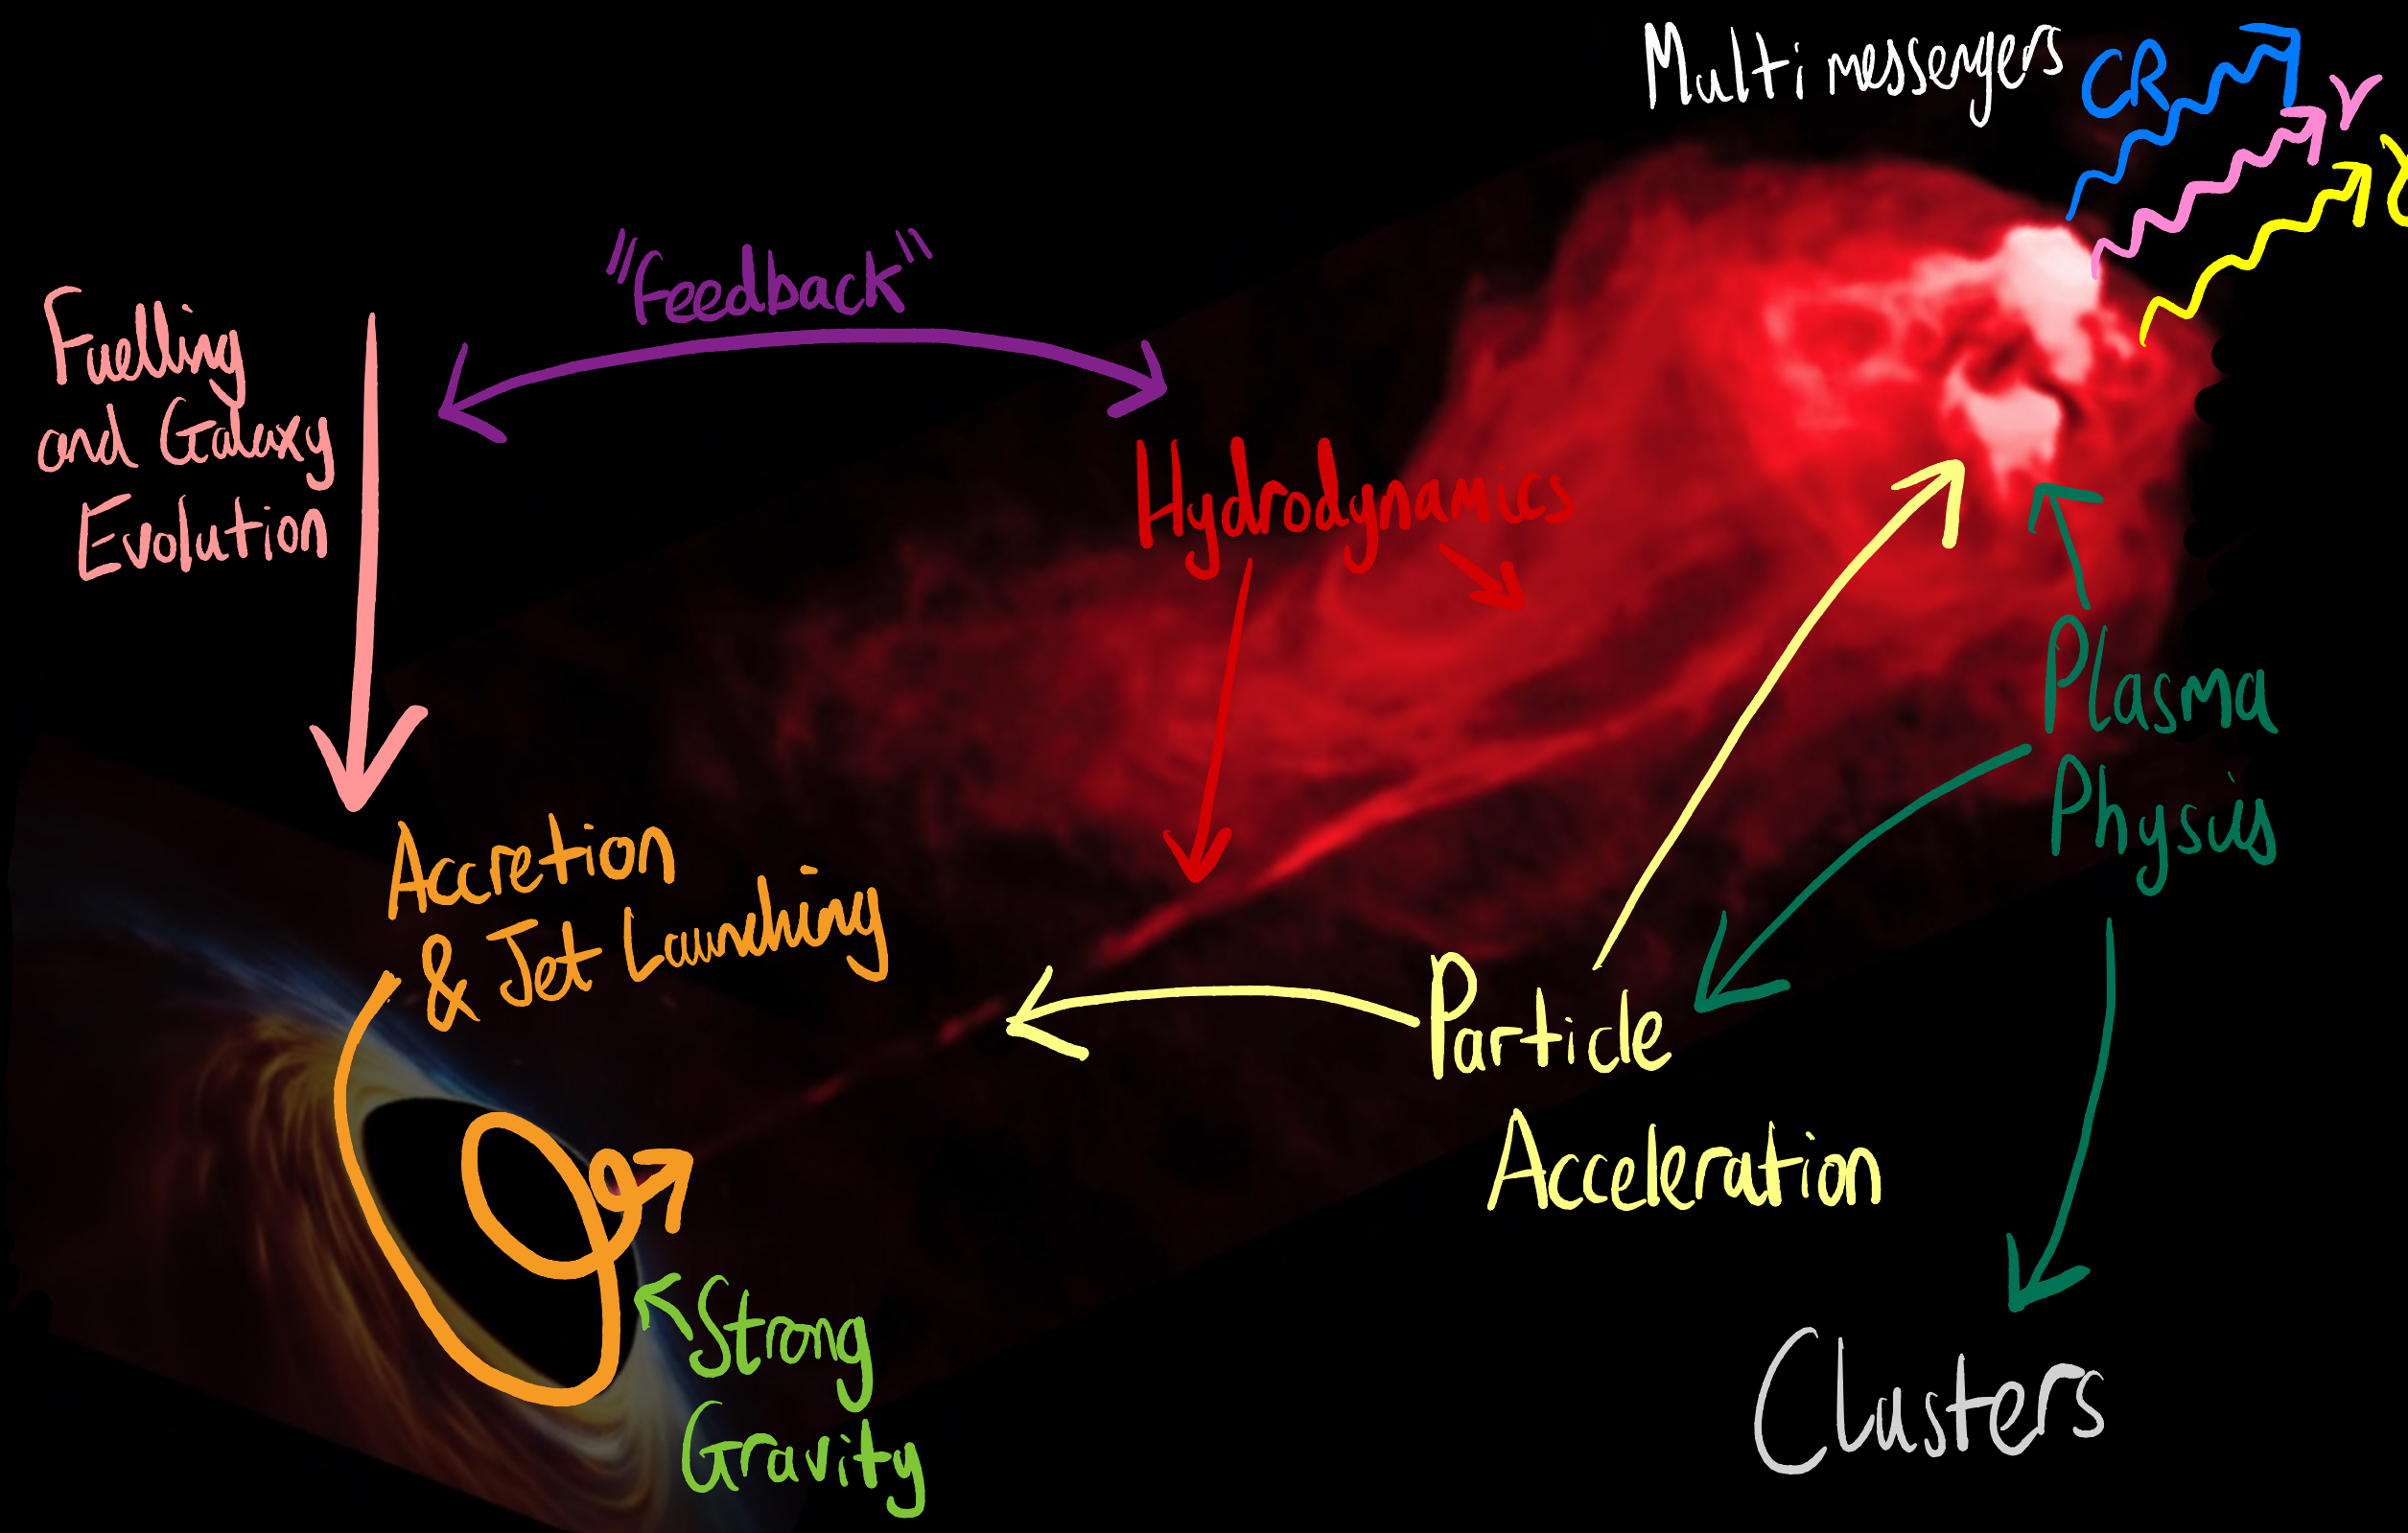 Multi messengers CR ν
γ
"feedback"
Fuelling
and Galaxy
Evolution
Hydrodynamics
Plasma
Physics
Accretion
& Jet Launching
Particle
Acceleration
Strong
Gravity
Clusters